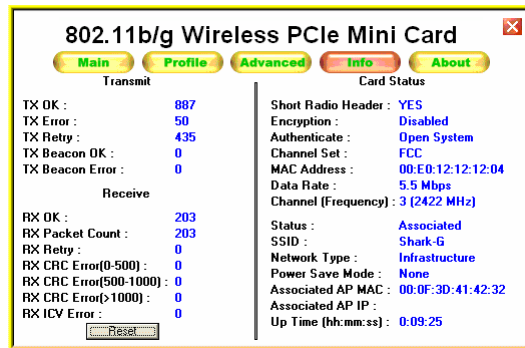 802.11b/g Wireless PCIe Mini Card
Main Profile Advanced Info About
Transmit
TX OK : 887
TX Error : 50
TX Retry : 435
TX Beacon OK : 0
TX Beacon Error : 0
Receive
RX OK : 203
RX Packet Count : 203
RX Retry : 0
RX CRC Error(0-500) : 0
RX CRC Error(500-1000) : 0
RX CRC Error(>1000) : 0
RX ICV Error : 0
Reset
Card Status
Short Radio Header : YES
Encryption : Disabled
Authenticate : Open System
Channel Set : FCC
MAC Address : 00:E0:12:12:12:04
Data Rate : 5.5 Mbps
Channel (Frequency) : 3 (2422 MHz)
Status : Associated
SSID : Shark-G
Network Type : Infrastructure
Power Save Mode : None
Associated AP MAC : 00:0F:3D:41:42:32
Associated AP IP :
Up Time (hh:mm:ss) : 0:09:25